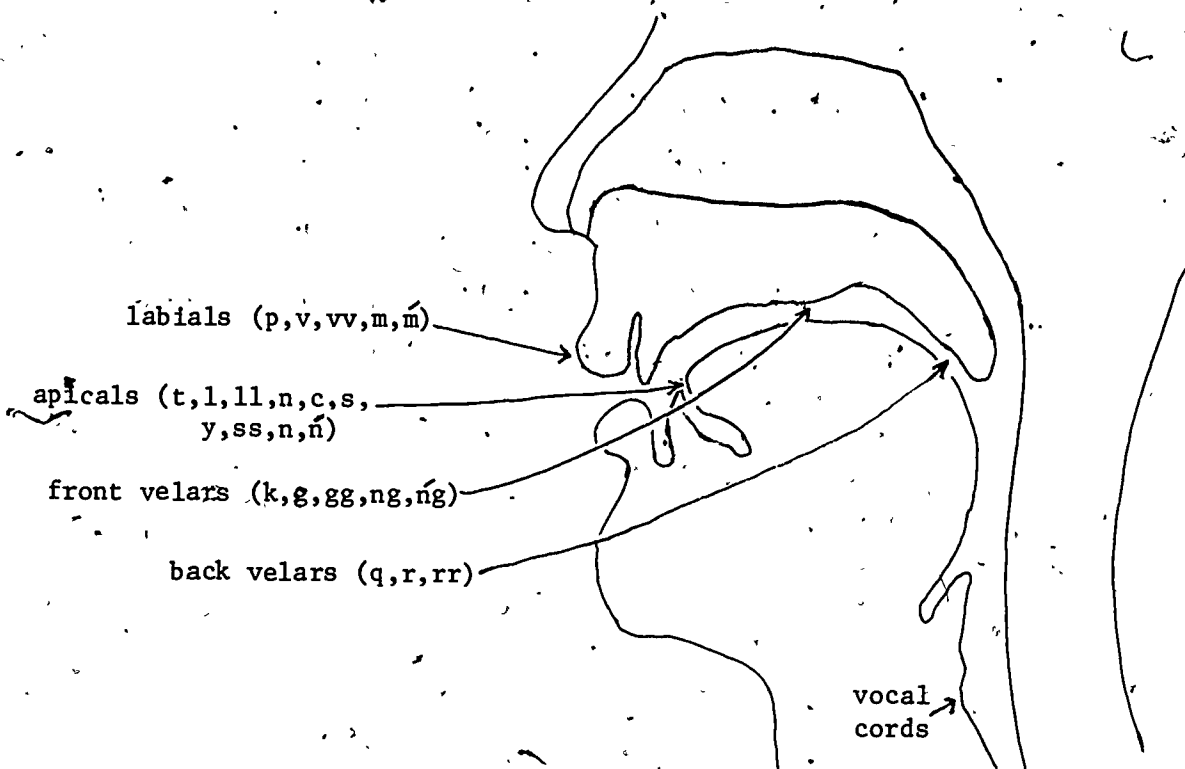 labials (p,v,vv,m,ḿ)
apicals (t,l,ll,n,c,s,
y,ss,n,ń)
front velars (k,g,gg,ng,ńg)
back velars (q,r,rr)
vocal
cords